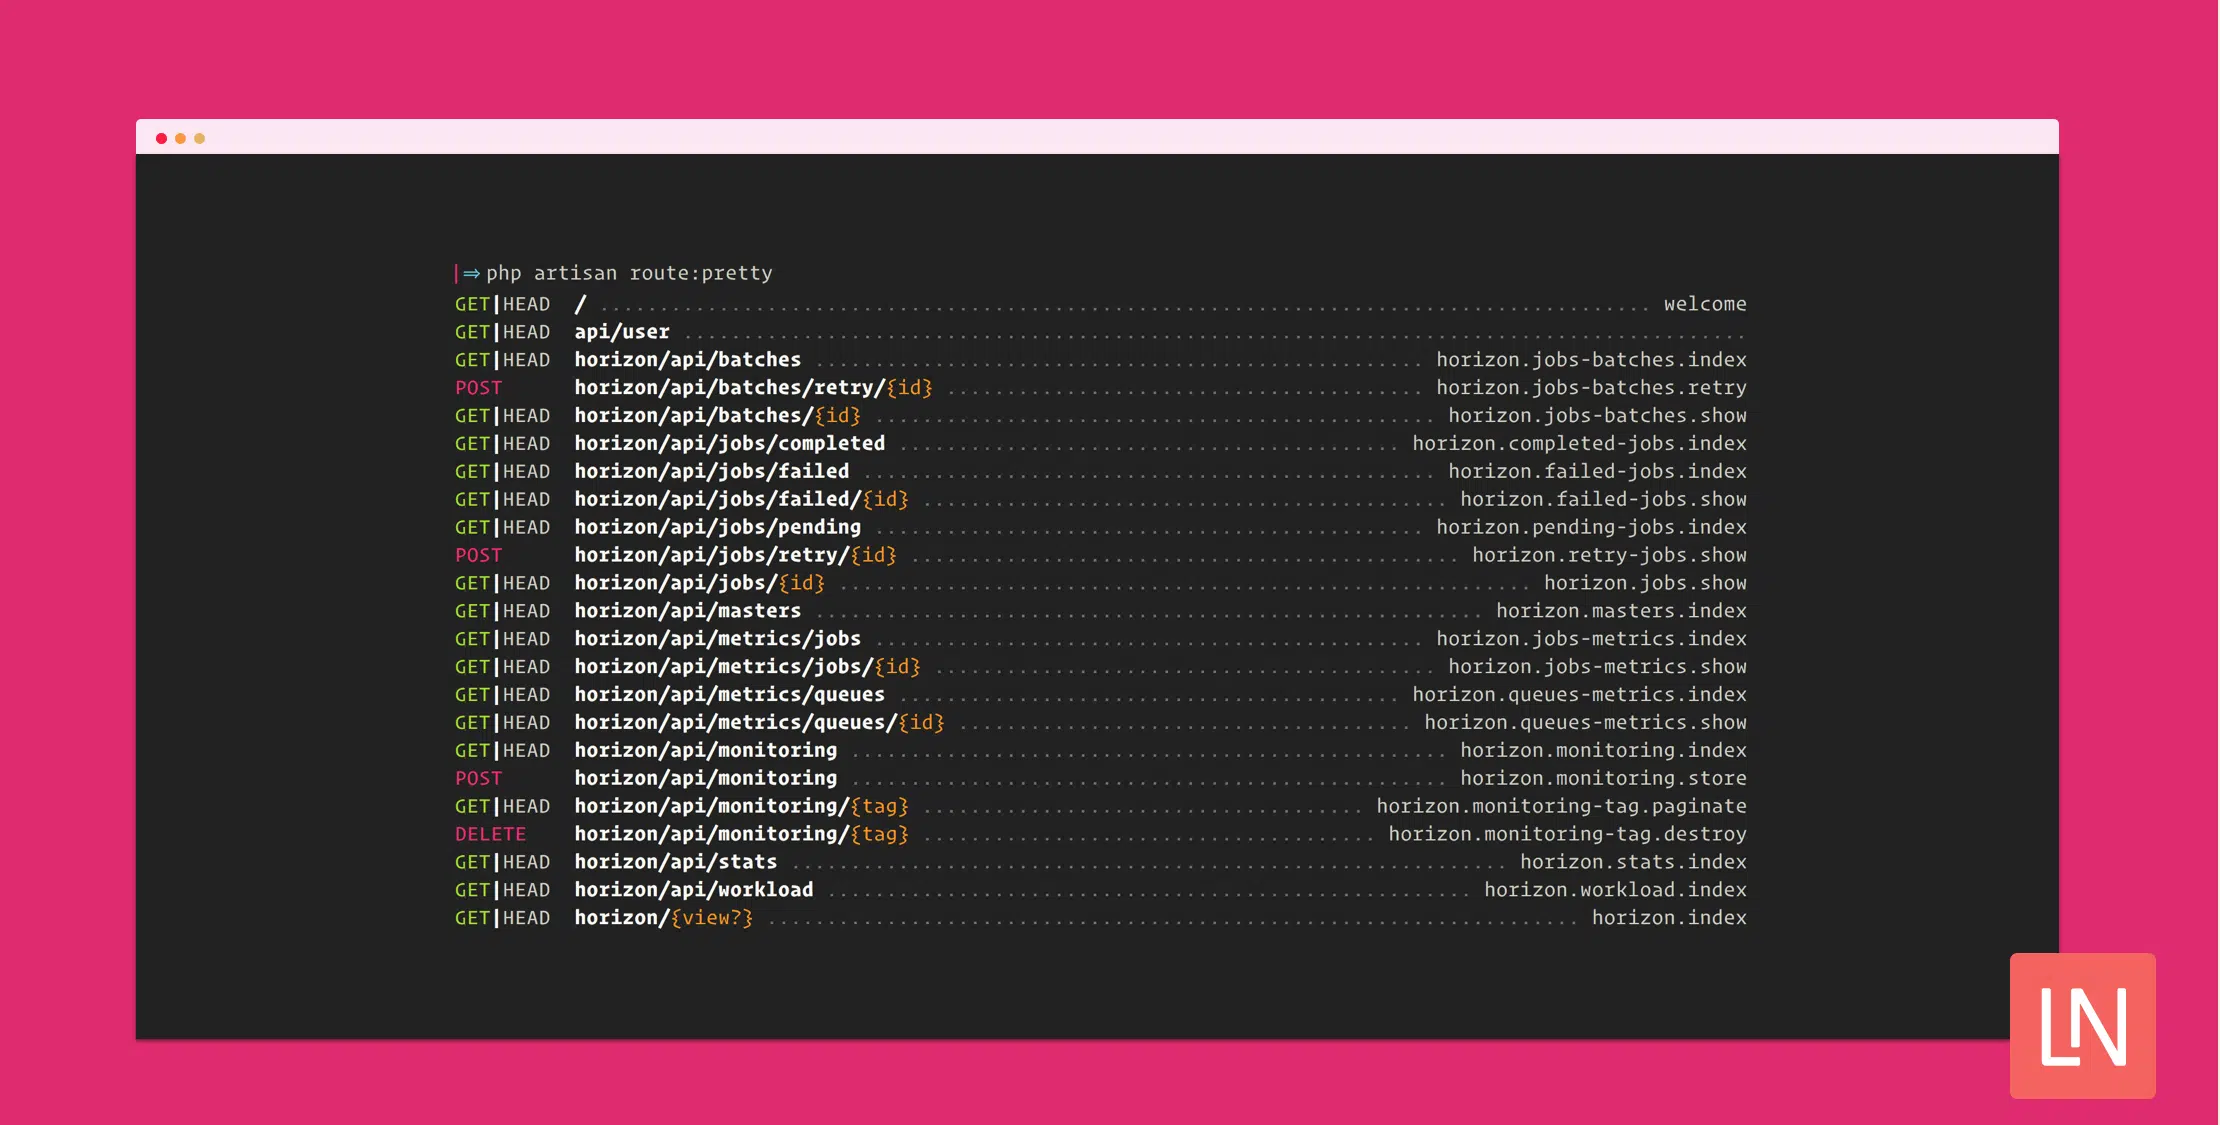 |⇒ php artisan route:pretty
GET|HEAD / ........................................................................................ welcome
GET|HEAD api/user .........................................................................................
GET|HEAD horizon/api/batches ................................................... horizon.jobs-batches.index
POST horizon/api/batches/retry/{id} ........................................ horizon.jobs-batches.retry
GET|HEAD horizon/api/batches/{id} ............................................... horizon.jobs-batches.show
GET|HEAD horizon/api/jobs/completed .......................................... horizon.completed-jobs.index
GET|HEAD horizon/api/jobs/failed ................................................ horizon.failed-jobs.index
GET|HEAD horizon/api/jobs/failed/{id} ............................................ horizon.failed-jobs.show
GET|HEAD horizon/api/jobs/pending .............................................. horizon.pending-jobs.index
POST horizon/api/jobs/retry/{id} .............................................. horizon.retry-jobs.show
GET|HEAD horizon/api/jobs/{id} .......................................................... horizon.jobs.show
GET|HEAD horizon/api/masters ........................................................ horizon.masters.index
GET|HEAD horizon/api/metrics/jobs .............................................. horizon.jobs-metrics.index
GET|HEAD horizon/api/metrics/jobs/{id} .......................................... horizon.jobs-metrics.show
GET|HEAD horizon/api/metrics/queues .......................................... horizon.queues-metrics.index
GET|HEAD horizon/api/metrics/queues/{id} ...................................... horizon.queues-metrics.show
GET|HEAD horizon/api/monitoring .................................................. horizon.monitoring.index
POST horizon/api/monitoring .................................................. horizon.monitoring.store
GET|HEAD horizon/api/monitoring/{tag} ..................................... horizon.monitoring-tag.paginate
DELETE horizon/api/monitoring/{tag} ...................................... horizon.monitoring-tag.destroy
GET|HEAD horizon/api/stats ............................................................ horizon.stats.index
GET|HEAD horizon/api/workload ...................................................... horizon.workload.index
GET|HEAD horizon/{view?} .................................................................... horizon.index
LN